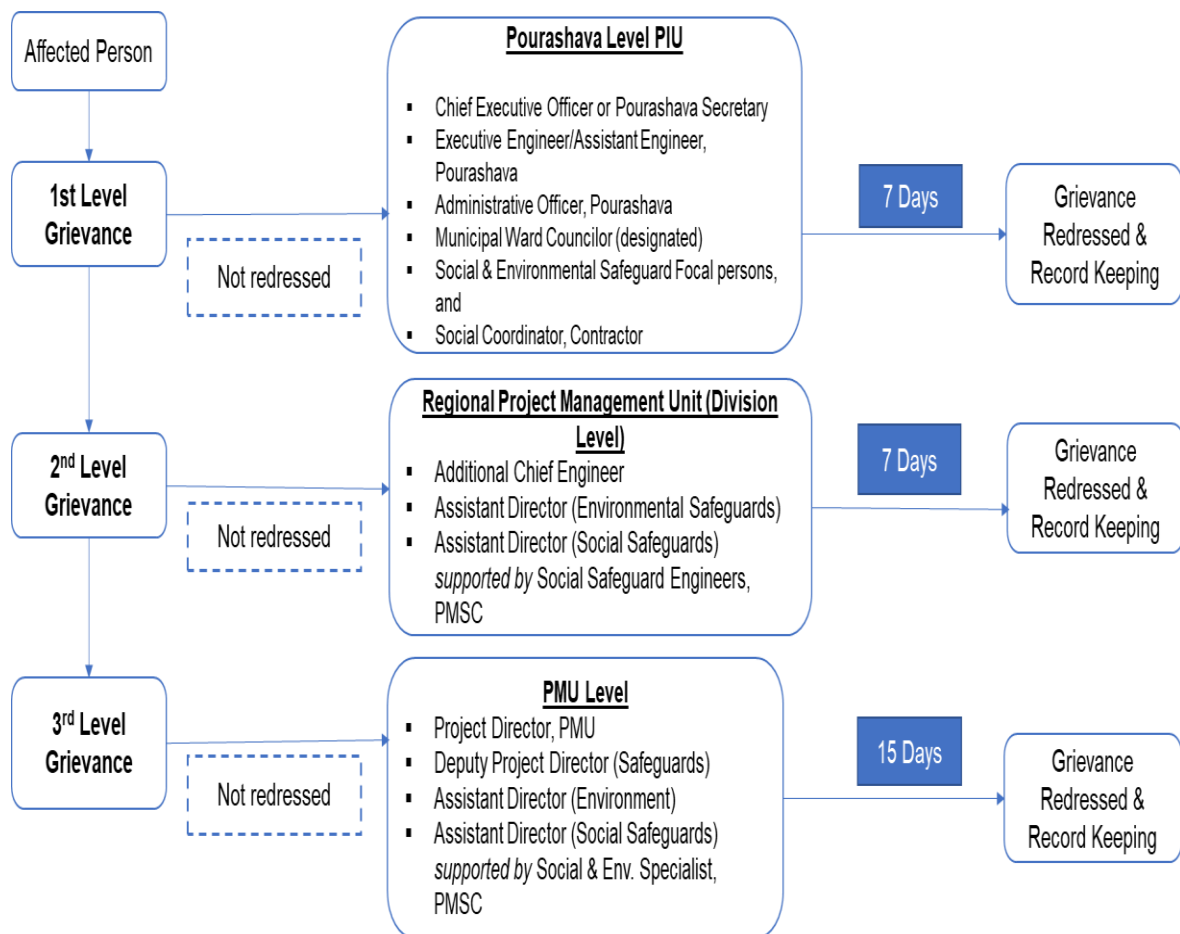 Affected Person
Pourashava Level PIU
▪ Chief Executive Officer or Pourashava Secretary
▪ Executive Engineer/Assistant Engineer,
Pourashava
▪ Administrative Officer, Pourashava
▪ Municipal Ward Councilor (designated)
▪ Social & Environmental Safeguard Focal persons,
and
▪ Social Coordinator, Contractor
1st Level
Grievance
Not redressed
7 Days
Grievance
Redressed &
Record Keeping
Regional Project Management Unit (Division
Level)
▪ Additional Chief Engineer
▪ Assistant Director (Environmental Safeguards)
▪ Assistant Director (Social Safeguards)
supported by Social Safeguard Engineers,
PMSC
2nd Level
Grievance
Not redressed
7 Days
Grievance
Redressed &
Record Keeping
PMU Level
▪ Project Director, PMU
▪ Deputy Project Director (Safeguards)
▪ Assistant Director (Environment)
▪ Assistant Director (Social Safeguards)
supported by Social & Env. Specialist,
PMSC
3rd Level
Grievance
Not redressed
15 Days
Grievance
Redressed &
Record Keeping